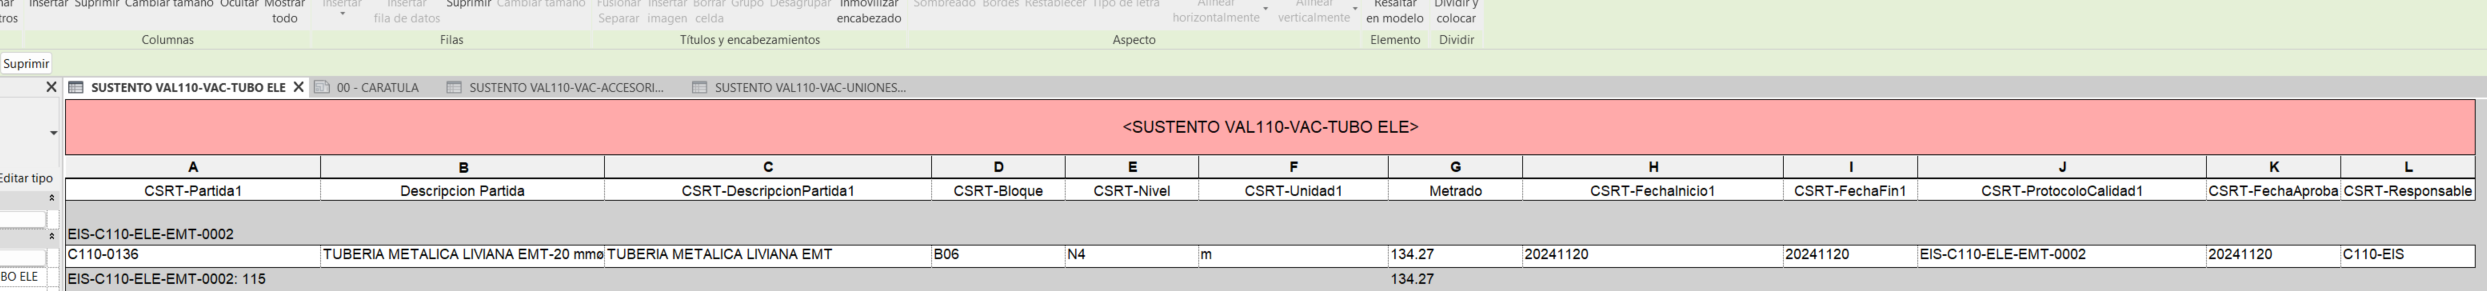 Insertar Suprimir Cambiar tamaño Ocultar Mostrar todo
Insertar Insertar fila de datos Suprimir Cambiar tamaño
Fusionar Separar Insertar imagen Borrar celda Grupo Desagrupar Inmovilizar encabezado
Sombreado Bordes Restablecer Tipo de letra Alinear horizontalmente Alinear verticalmente
Resaltar en modelo Dividir y colocar
Columnas Filas Títulos y encabezamientos Aspecto Elemento Dividir
Suprimir
SUSTENTO VAL110-VAC-TUBO ELE 00 - CARATULA SUSTENTO VAL110-VAC-ACCESORI... SUSTENTO VAL110-VAC-UNIONES...
<SUSTENTO VAL110-VAC-TUBO ELE>
A B C D E F G H I J K L
Editar tipo
CSRT-Partida1 Descripcion Partida CSRT-DescripcionPartida1 CSRT-Bloque CSRT-Nivel CSRT-Unidad1 Metrado CSRT-FechaInicio1 CSRT-FechaFin1 CSRT-ProtocoloCalidad1 CSRT-FechaAproba CSRT-Responsable
EIS-C110-ELE-EMT-0002
C110-0136 TUBERIA METALICA LIVIANA EMT-20 mmø TUBERIA METALICA LIVIANA EMT B06 N4 m 134.27 20241120 20241120 EIS-C110-ELE-EMT-0002 20241120 C110-EIS
BO ELE
EIS-C110-ELE-EMT-0002: 115 134.27